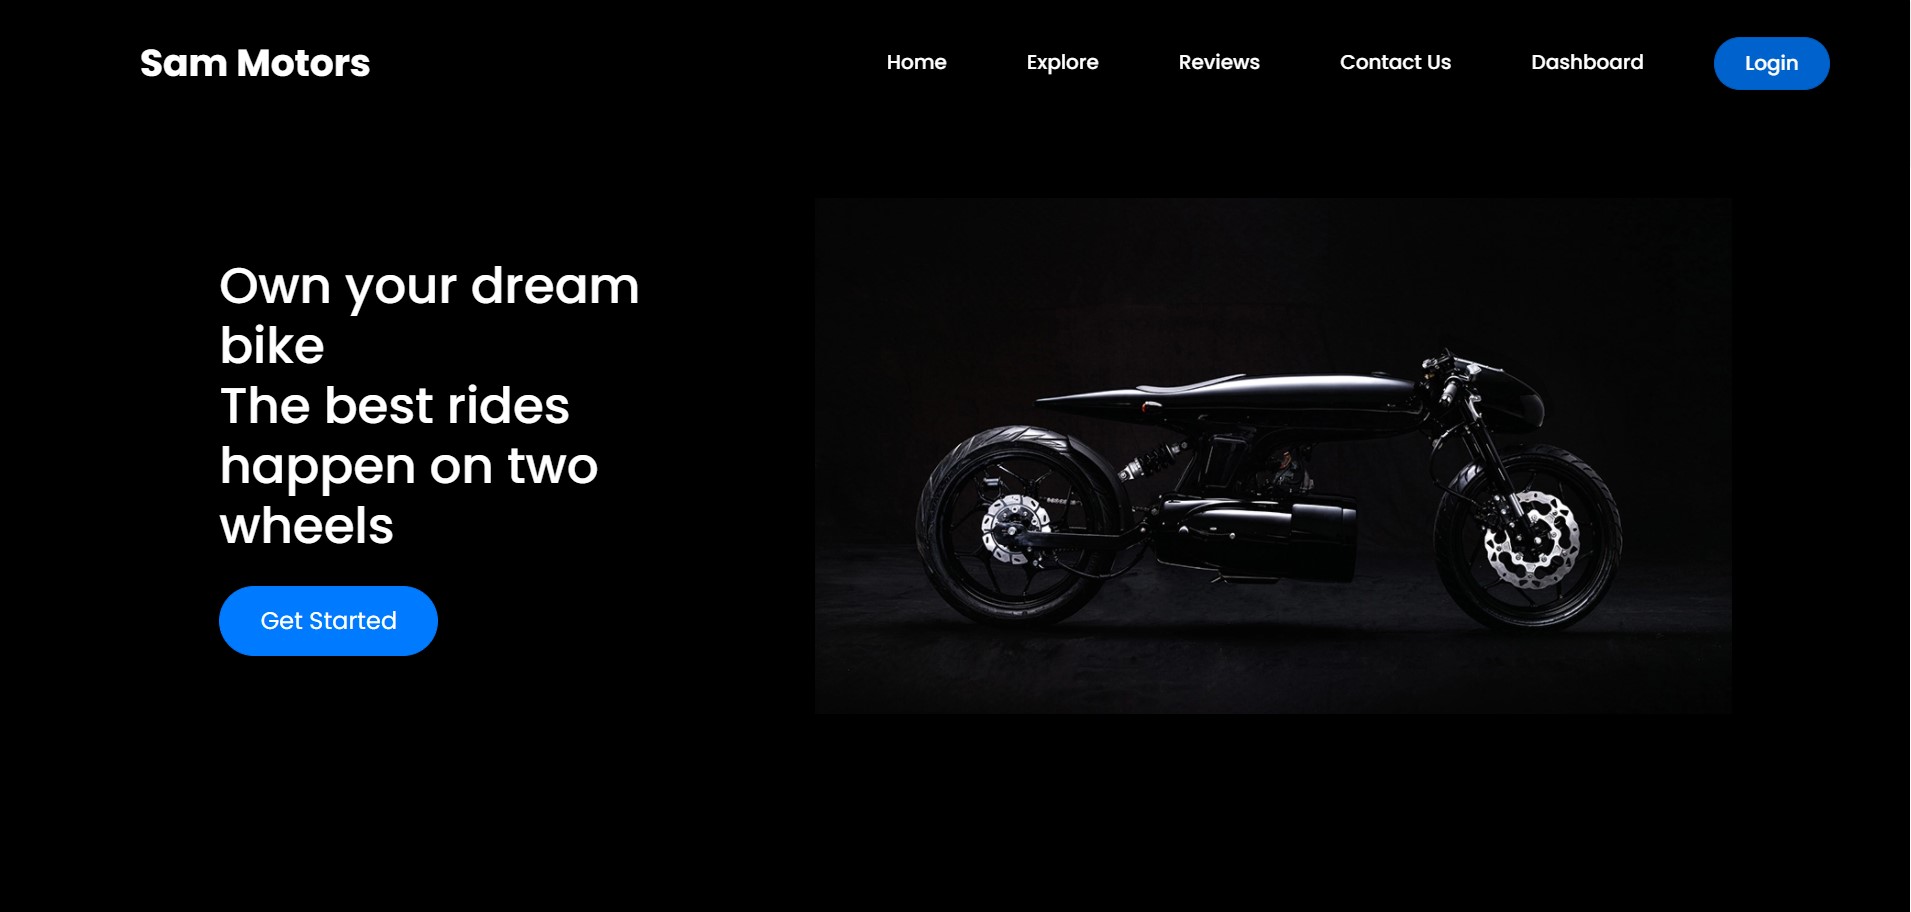 Sam Motors
Home Explore Reviews Contact Us Dashboard Login
Own your dream
bike
The best rides
happen on two
wheels
Get Started